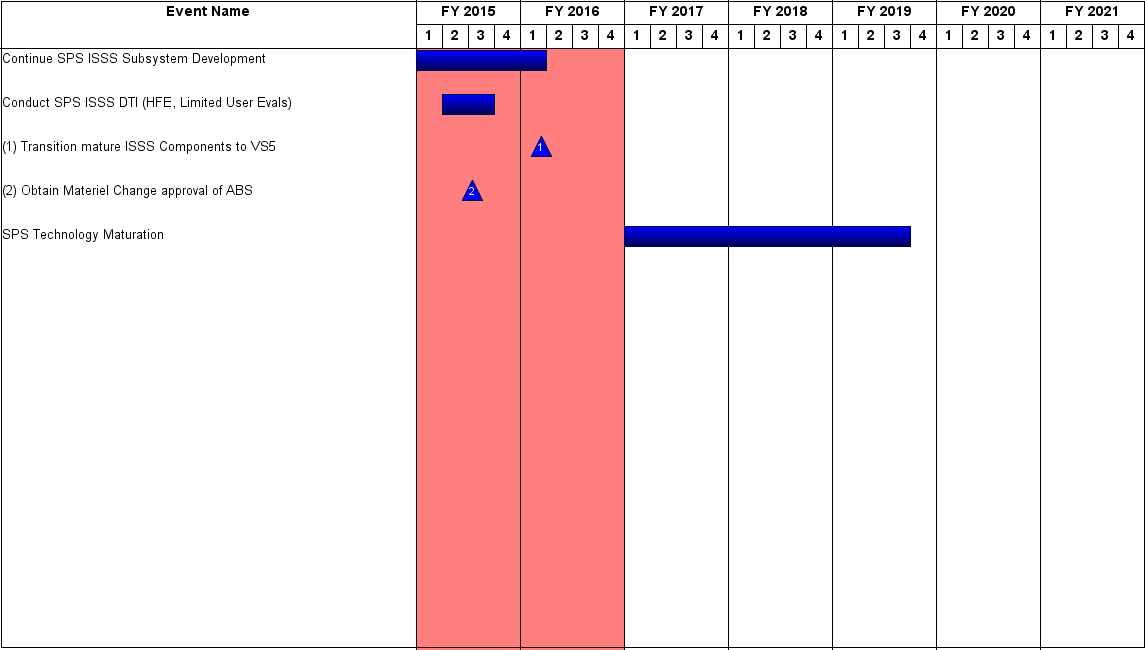 Event Name FY 2015 FY 2016 FY 2017 FY 2018 FY 2019 FY 2020 FY 2021
1 2 3 4 1 2 3 4 1 2 3 4 1 2 3 4 1 2 3 4 1 2 3 4 1 2 3 4
Continue SPS ISSS Subsystem Development
Conduct SPS ISSS DTI (HFE, Limited User Evals)
(1) Transition mature ISSS Components to VS5 1
(2) Obtain Materiel Change approval of ABS 2
SPS Technology Maturation